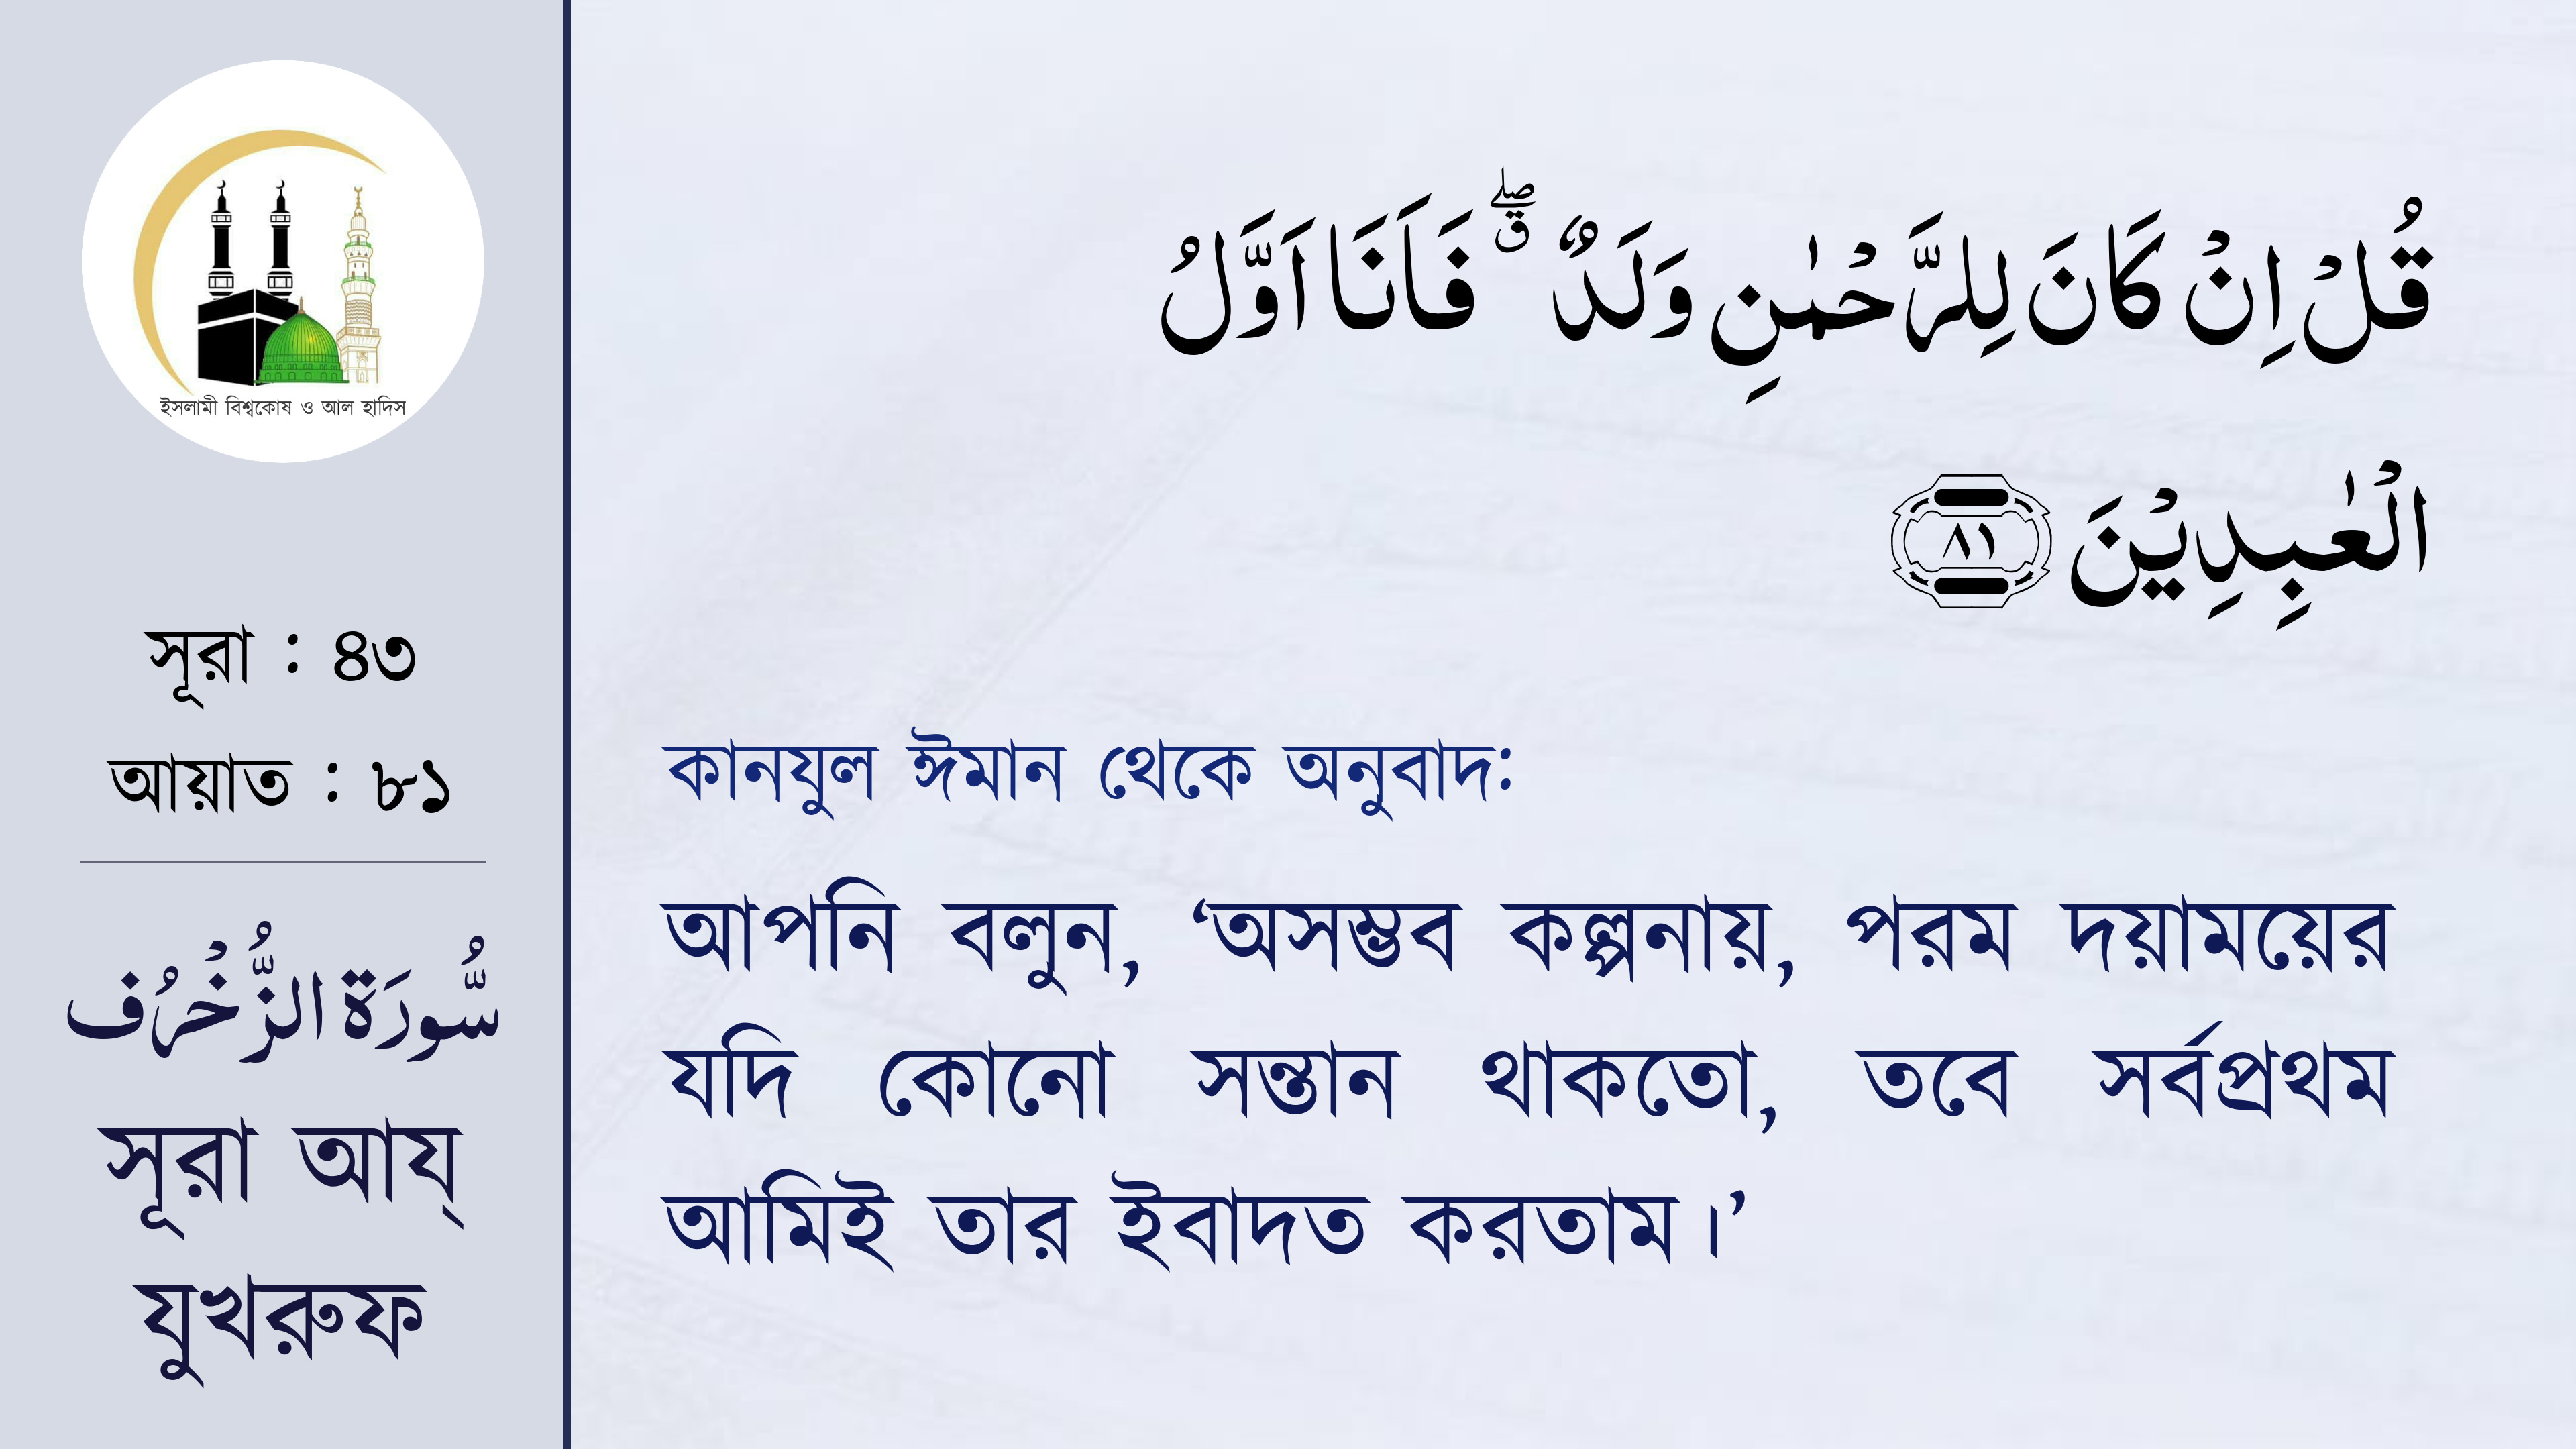 ইসলামী বিশ্বকোষ ও আল হাদিস
সূরা : ৪৩
আয়াত : ৮১
سُّورَة الزُّخْرُف
সূরা আয্
যুখরুফ
قُلْ اِنْ كَانَ لِلرَّحْمٰنِ وَلَدٌ ۖق فَاَنَا اَوَّلُ
الْعٰبِدِيْنَ ۝٨١
কানযুল ঈমান থেকে অনুবাদ:
আপনি বলুন, ‘অসম্ভব কল্পনায়, পরম দয়াময়ের
যদি কোনো সন্তান থাকতো, তবে সর্বপ্রথম
আমিই তার ইবাদত করতাম।’